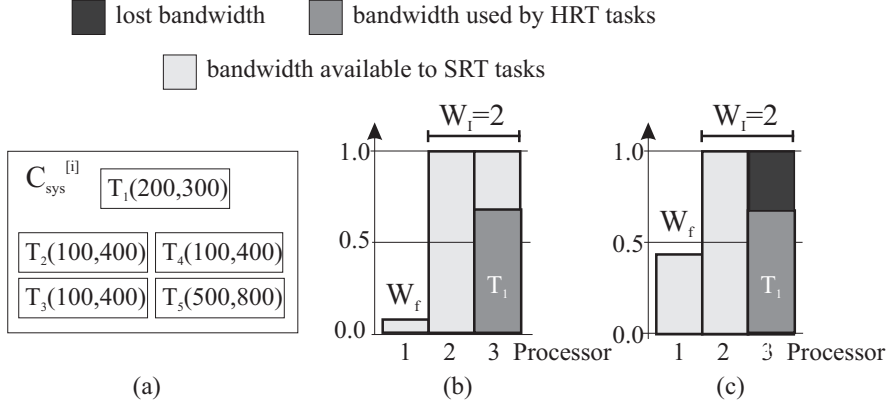 lost bandwidth
bandwidth used by HRT tasks
bandwidth available to SRT tasks
C_sys^[i]
T_1(200,300)
T_2(100,400)
T_4(100,400)
T_3(100,400)
T_5(500,800)
(a)
W_I=2
1.0
0.5
0.0
W_f
T_1
1 2 3 Processor
(b)
W_I=2
1.0
0.5
0.0
W_f
T_1
1 2 3 Processor
(c)